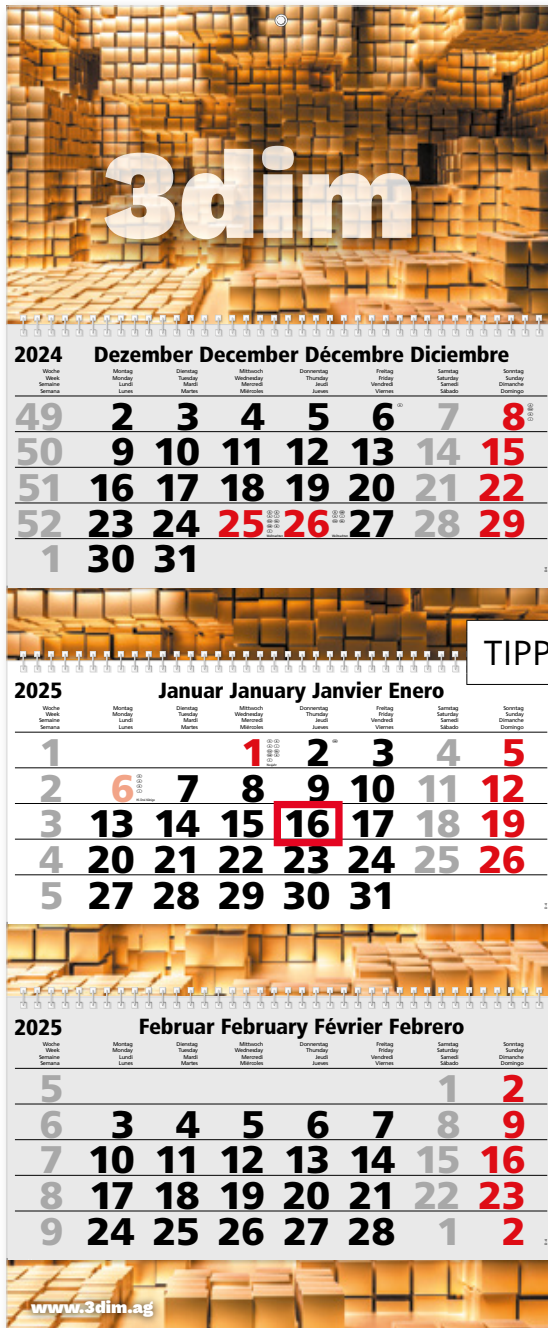 3dim
2024 Dezember December Décembre Diciembre
Woche Montag Dienstag Mittwoch Donnerstag Freitag Samstag Sonntag
Week Monday Tuesday Wednesday Thursday Friday Saturday Sunday
Semaine Lundi Mardi Mercredi Jeudi Vendredi Samedi Dimanche
Semana Lunes Martes Miércoles Jueves Viernes Sábado Domingo
49 2 3 4 5 6 7 8
50 9 10 11 12 13 14 15
51 16 17 18 19 20 21 22
52 23 24 25 26 27 28 29
1 30 31
TIPP
2025 Januar January Janvier Enero
Woche Montag Dienstag Mittwoch Donnerstag Freitag Samstag Sonntag
Week Monday Tuesday Wednesday Thursday Friday Saturday Sunday
Semaine Lundi Mardi Mercredi Jeudi Vendredi Samedi Dimanche
Semana Lunes Martes Miércoles Jueves Viernes Sábado Domingo
1 1 2 3 4 5
2 6 7 8 9 10 11 12
3 13 14 15 16 17 18 19
4 20 21 22 23 24 25 26
5 27 28 29 30 31
2025 Februar February Février Febrero
Woche Montag Dienstag Mittwoch Donnerstag Freitag Samstag Sonntag
Week Monday Tuesday Wednesday Thursday Friday Saturday Sunday
Semaine Lundi Mardi Mercredi Jeudi Vendredi Samedi Dimanche
Semana Lunes Martes Miércoles Jueves Viernes Sábado Domingo
5 1 2
6 3 4 5 6 7 8 9
7 10 11 12 13 14 15 16
8 17 18 19 20 21 22 23
9 24 25 26 27 28 1 2
www.3dim.ag